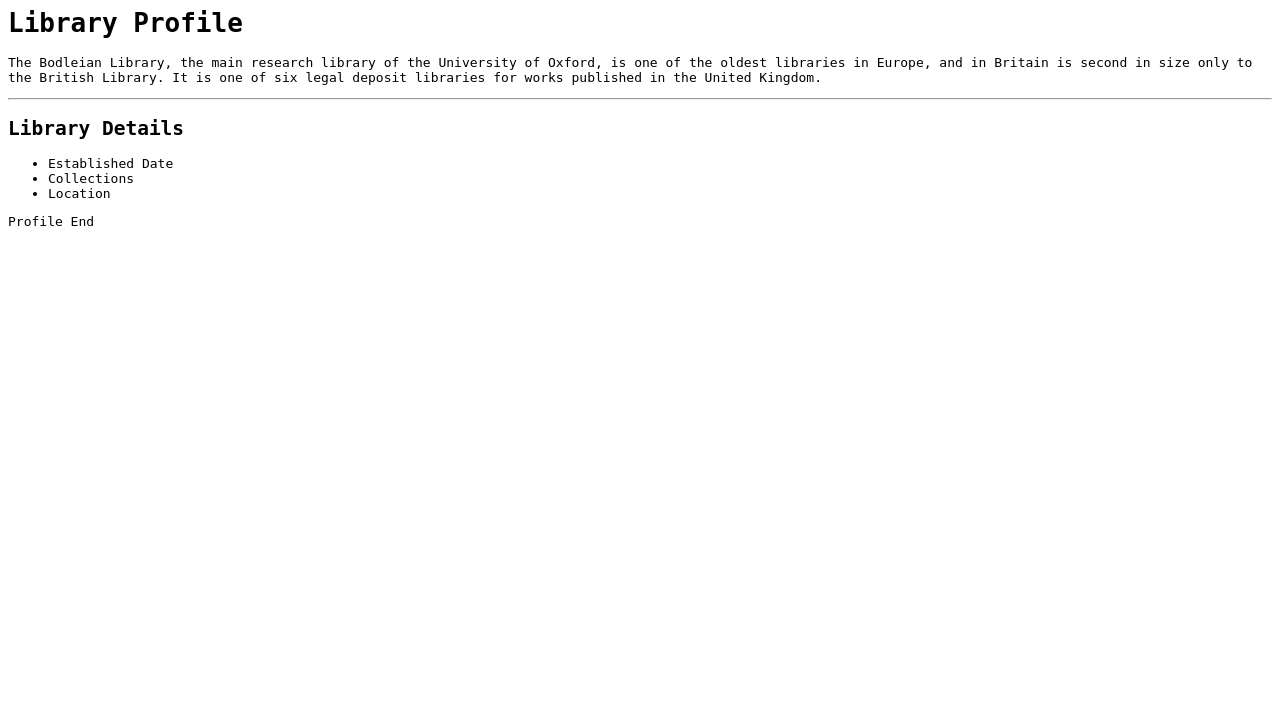 Library Profile
The Bodleian Library, the main research library of the University of Oxford, is one of the oldest libraries in Europe, and in Britain is second in size only to
the British Library. It is one of six legal deposit libraries for works published in the United Kingdom.
Library Details
• Established Date
• Collections
• Location
Profile End